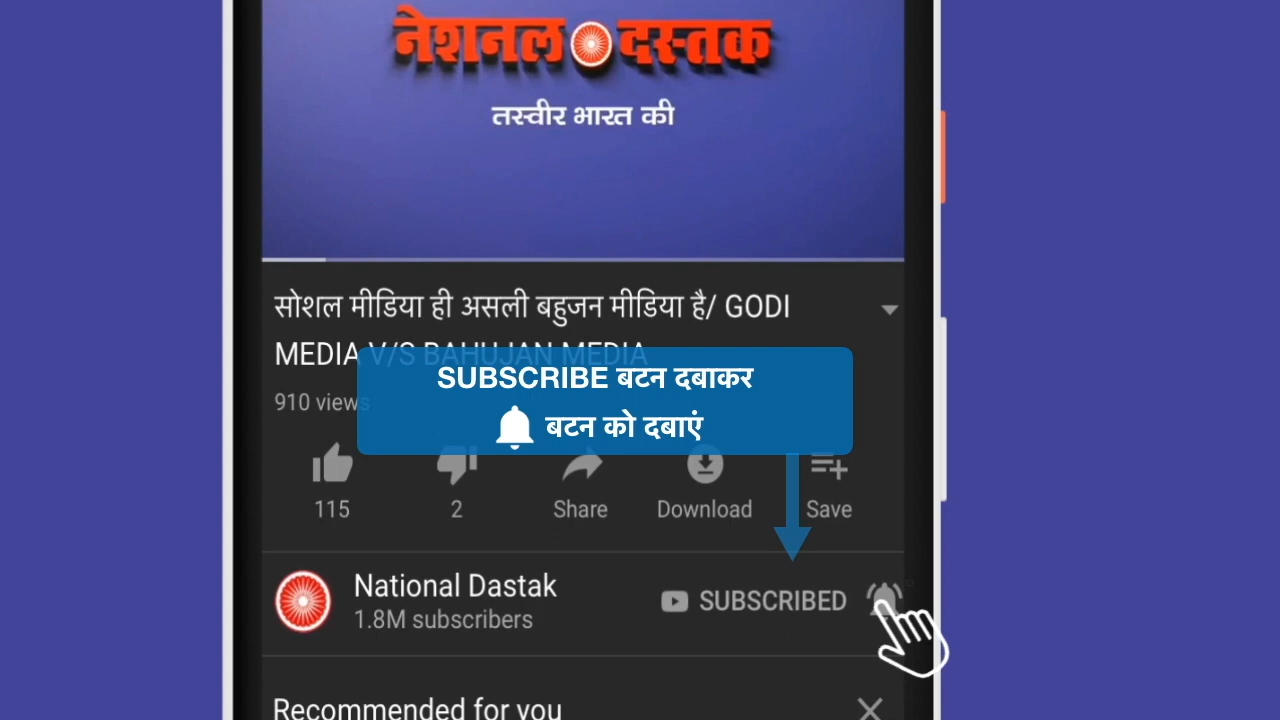 नेशनल दस्तक
तस्वीर भारत की
सोशल मीडिया ही असली बहुजन मीडिया है/ GODI
MEDIA V/S BAHUJAN MEDIA
910 views
SUBSCRIBE बटन दबाकर
बटन को दबाएं
115
2
Share
Download
Save
National Dastak
1.8M subscribers
SUBSCRIBED
Recommended for you